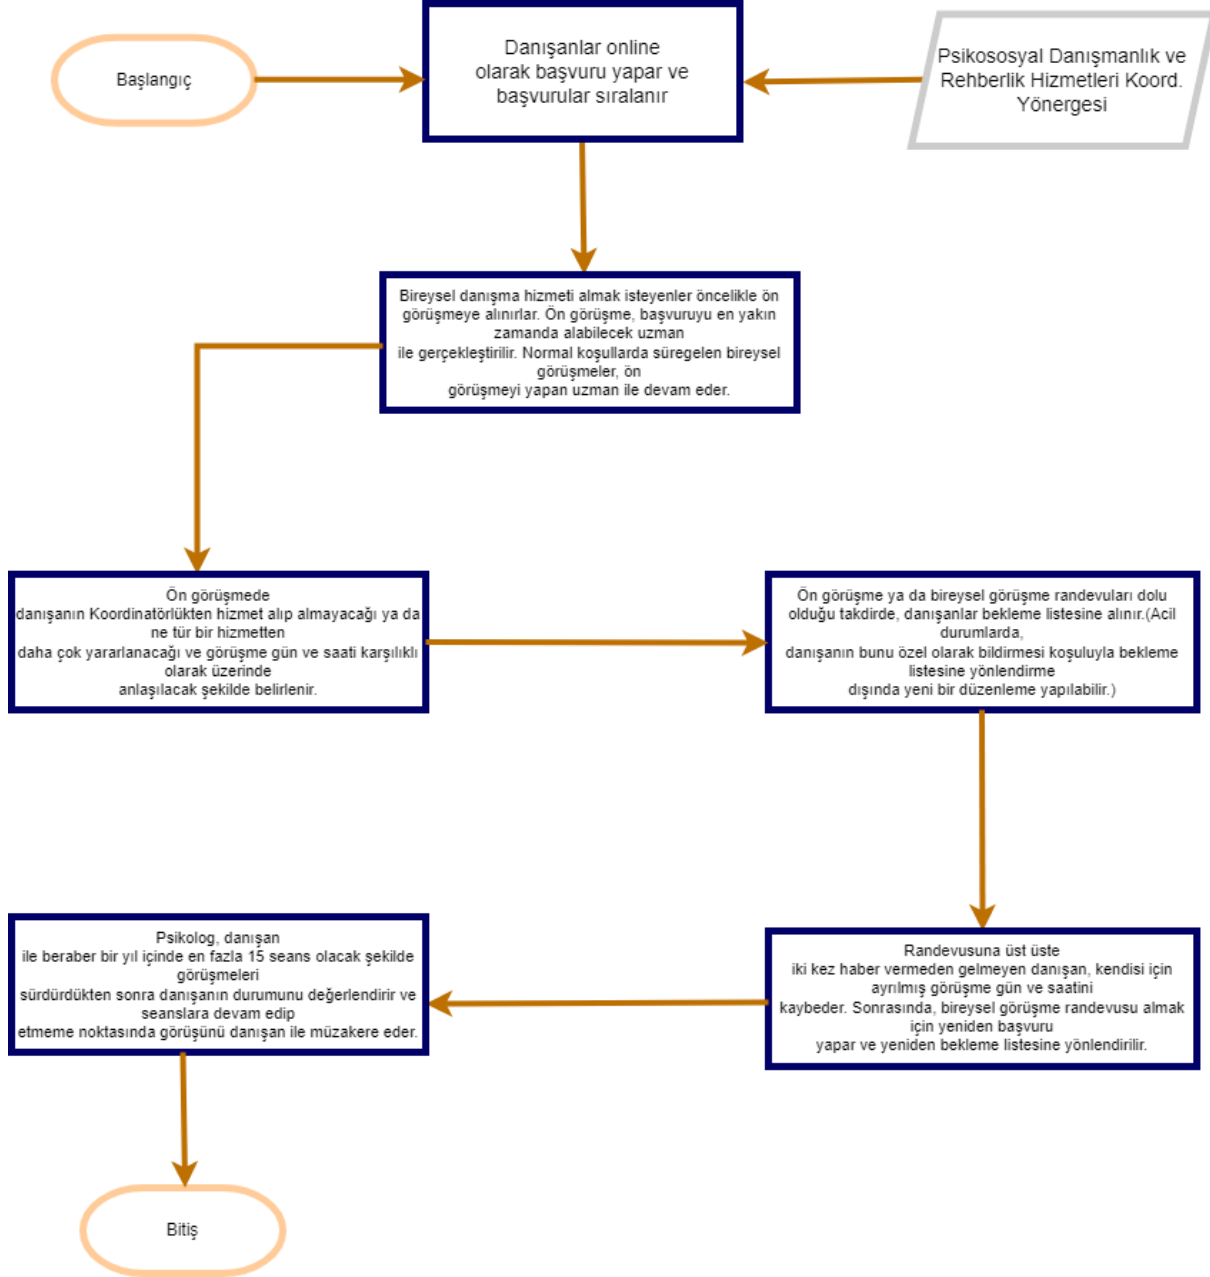 Başlangıç
Danışanlar online
olarak başvuru yapar ve
başvurular sıralanır
Psikososyal Danışmanlık ve
Rehberlik Hizmetleri Koord.
Yönergesi
Bireysel danışma hizmeti almak isteyenler öncelikle ön
görüşmeye alınırlar. Ön görüşme, başvuruyu en yakın
zamanda alabilecek uzman
ile gerçekleştirilir. Normal koşullarda süregelen bireysel
görüşmeler, ön
görüşmeyi yapan uzman ile devam eder.
Ön görüşmede
danışanın Koordinatörlükten hizmet alıp almayacağı ya da
ne tür bir hizmetten
daha çok yararlanacağı ve görüşme gün ve saati karşılıklı
olarak üzerinde
anlaşılacak şekilde belirlenir.
Ön görüşme ya da bireysel görüşme randevuları dolu
olduğu takdirde, danışanlar bekleme listesine alınır.(Acil
durumlarda,
danışanın bunu özel olarak bildirmesi koşuluyla bekleme
listesine yönlendirme
dışında yeni bir düzenleme yapılabilir.)
Randevusuna üst üste
iki kez haber vermeden gelmeyen danışan, kendisi için
ayrılmış görüşme gün ve saatini
kaybeder. Sonrasında, bireysel görüşme randevusu almak
için yeniden başvuru
yapar ve yeniden bekleme listesine yönlendirilir.
Psikolog, danışan
ile beraber bir yıl içinde en fazla 15 seans olacak şekilde
görüşmeleri
sürdürdükten sonra danışanın durumunu değerlendirir ve
seanslara devam edip
etmeme noktasında görüşünü danışan ile müzakere eder.
Bitiş